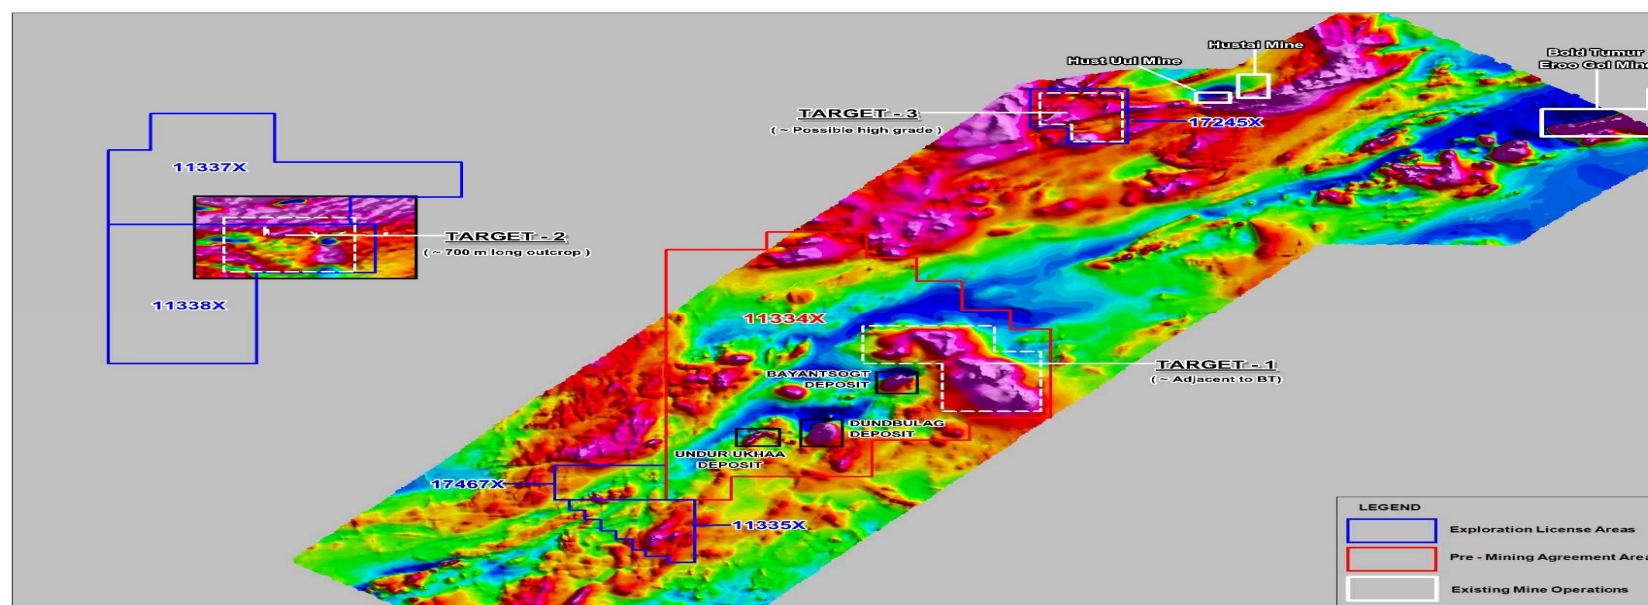 Hustai Mine
Hust Uul Mine
Bold Tumur
Eroo Gol Mine
TARGET - 3
( ~ Possible high grade )
17245X
11337X
TARGET - 2
( ~ 700 m long outcrop )
11338X
11334X
TARGET - 1
( ~ Adjacent to BT)
BAYANTSOGT
DEPOSIT
DUNDBULAG
DEPOSIT
UNDUR UKHAA
DEPOSIT
17467X
11335X
LEGEND
Exploration License Areas
Pre - Mining Agreement Area
Existing Mine Operations